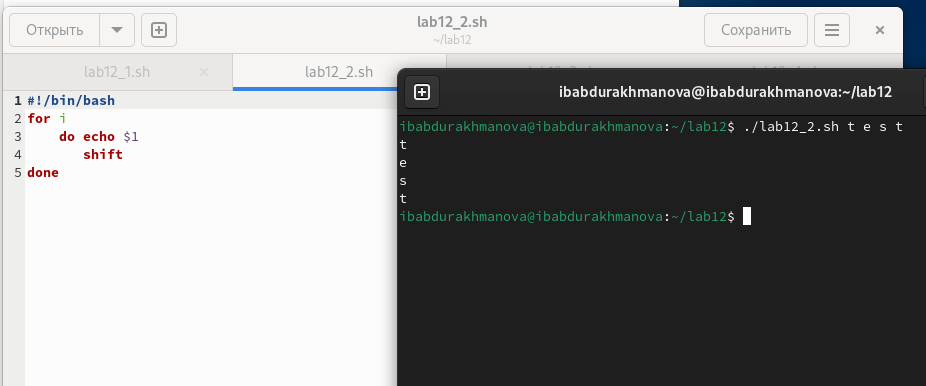 Открыть
lab12_2.sh
~/lab12
Сохранить
lab12_1.sh
lab12_2.sh
1 #!/bin/bash
2 for i
3     do echo $1
4        shift
5 done
ibabdurakhmanova@ibabdurakhmanova:~/lab12
ibabdurakhmanova@ibabdurakhmanova:~/lab12$ ./lab12_2.sh t e s t
t
e
s
t
ibabdurakhmanova@ibabdurakhmanova:~/lab12$